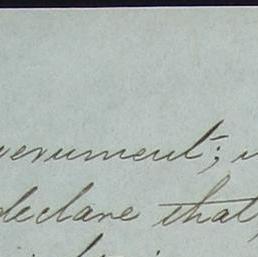 vernment;
declare that,